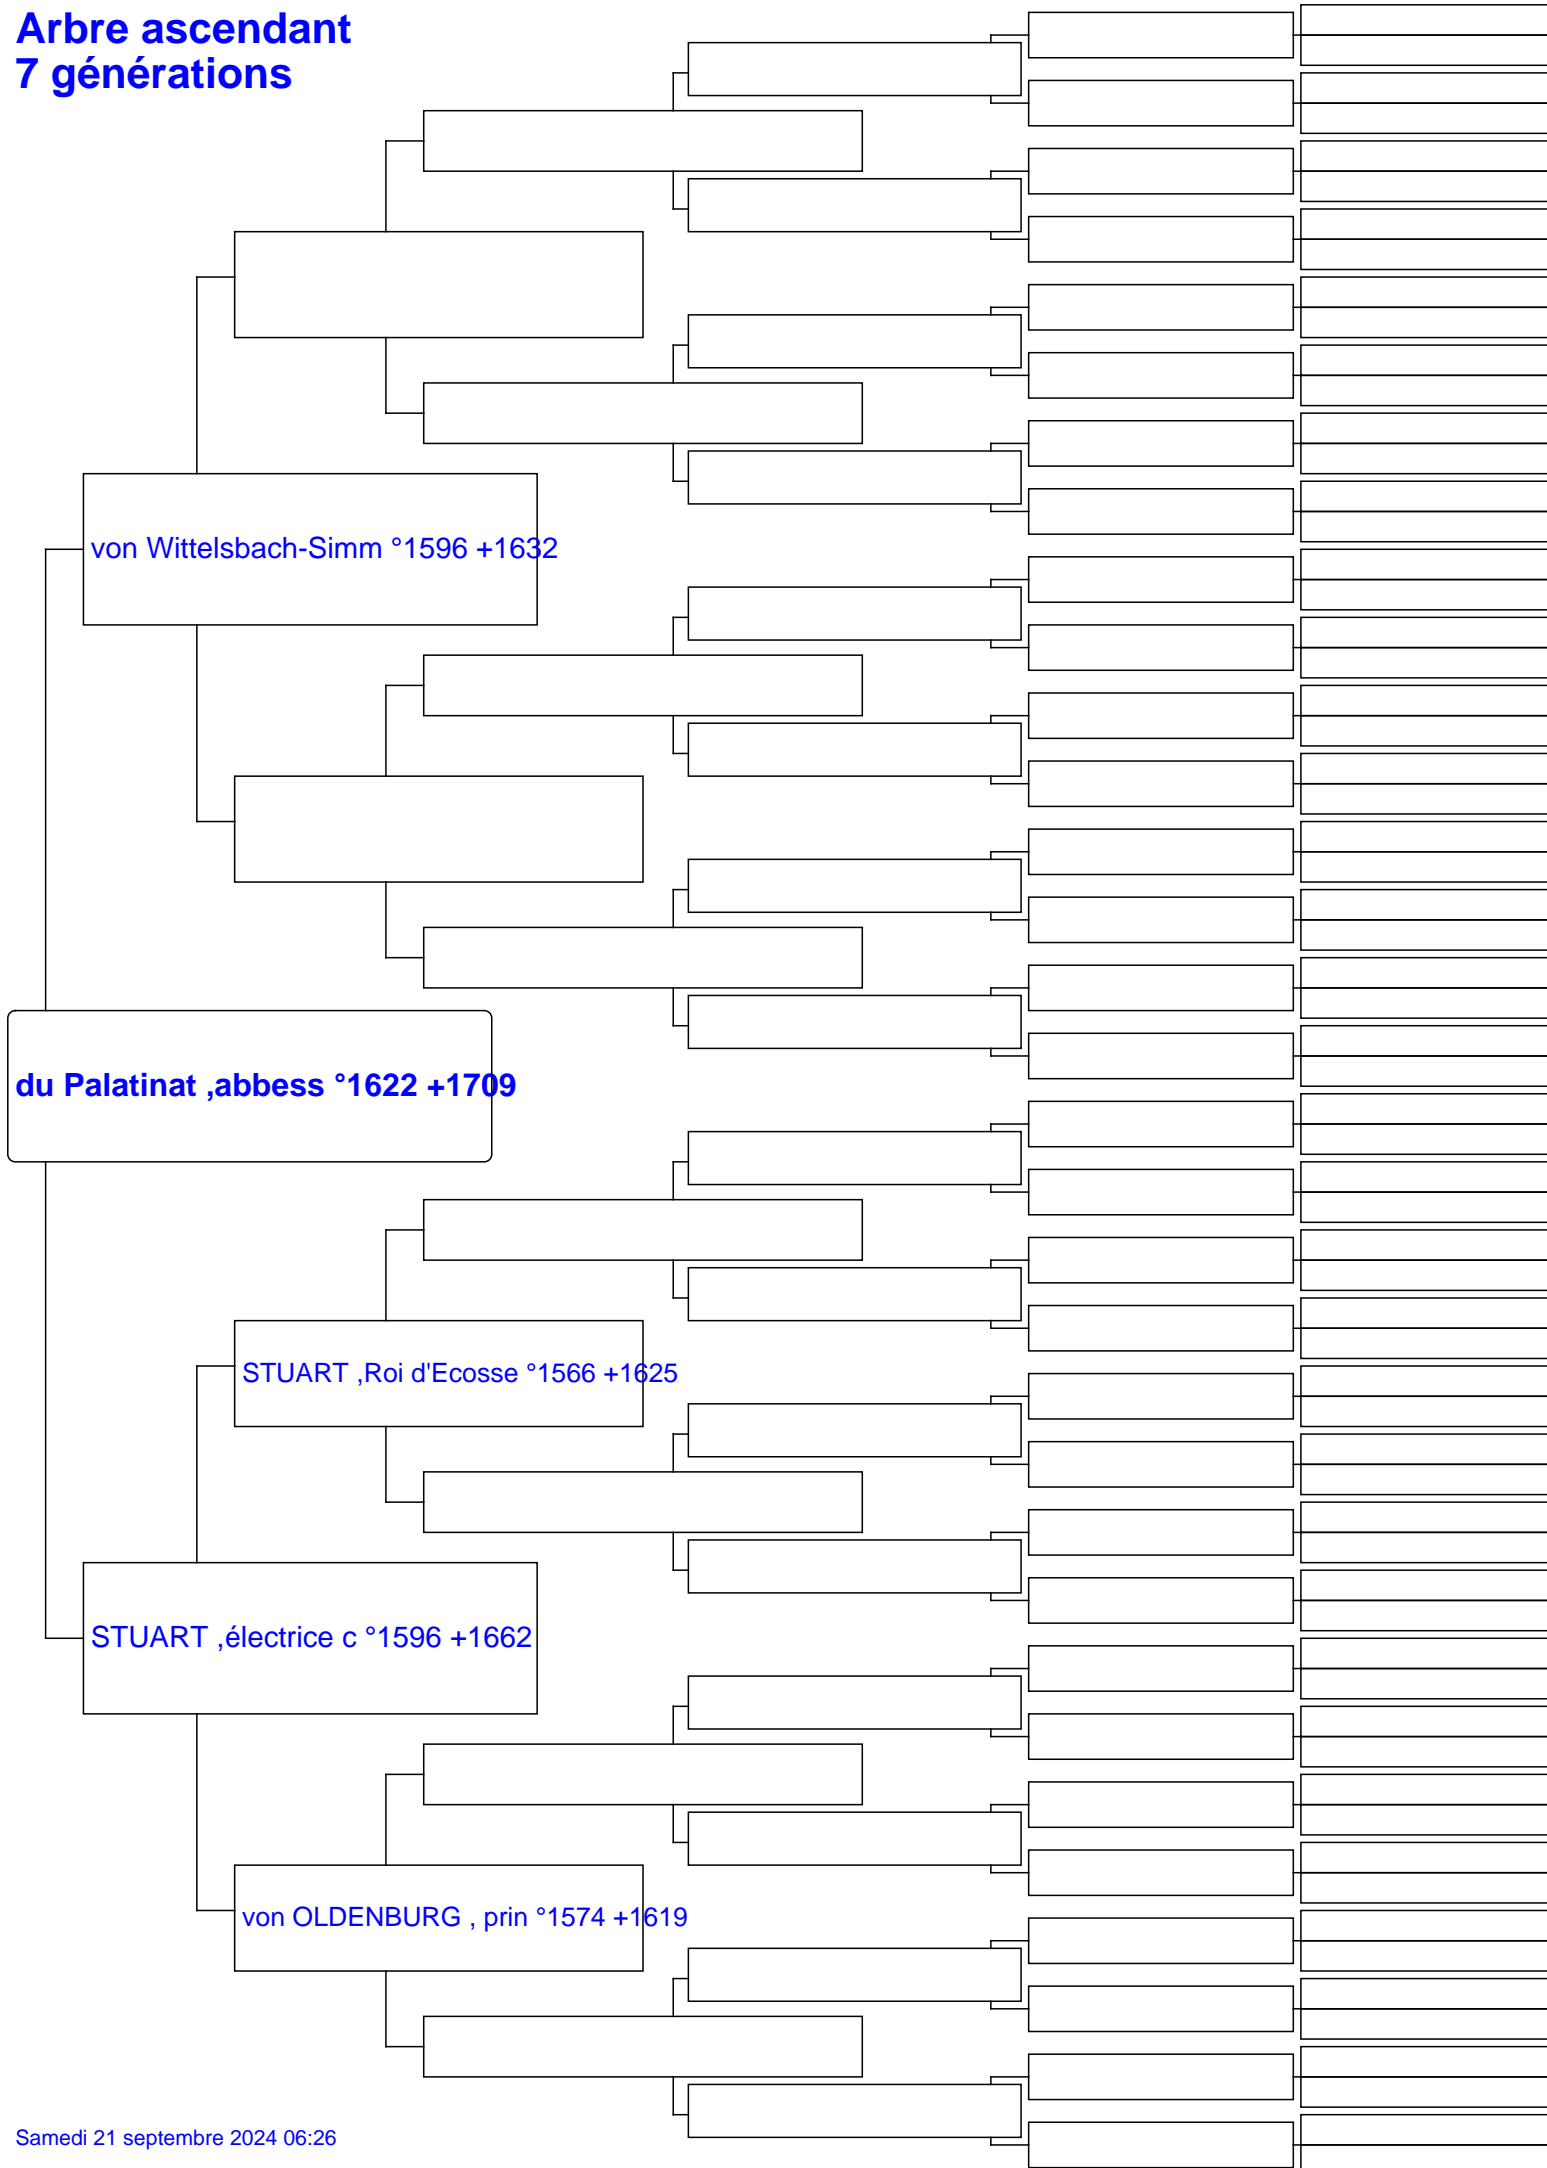 Arbre ascendant
7 générations
von Wittelsbach-Simm °1596 +1632
du Palatinat ,abbess °1622 +1709
STUART ,Roi d'Ecosse °1566 +1625
STUART ,électrice c °1596 +1662
von OLDENBURG , prin °1574 +1619
Samedi 21 septembre 2024 06:26